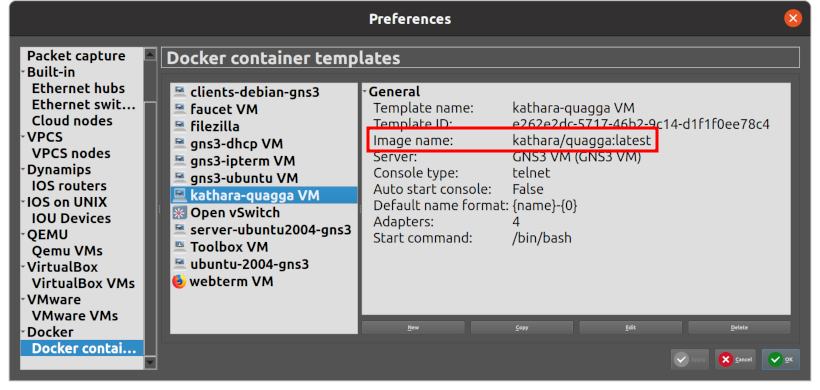 Preferences
Packet capture
Built-in
Ethernet hubs
Ethernet swit...
Cloud nodes
VPCS
VPCS nodes
Dynamips
IOS routers
IOS on UNIX
IOU Devices
QEMU
Qemu VMs
VirtualBox
VirtualBox VMs
VMware
VMware VMs
Docker
Docker contai...
Docker container templates
clients-debian-gns3
faucet VM
filezilla
gns3-dhcp VM
gns3-ipterm VM
gns3-ubuntu VM
kathara-quagga VM
Open vSwitch
server-ubuntu2004-gns3
Toolbox VM
ubuntu-2004-gns3
webterm VM
General
Template name: kathara-quagga VM
Template ID: e262e2dc-5717-46b2-9c14-d1f1f0ee78c4
Image name: kathara/quagga:latest
Server: GNS3 VM (GNS3 VM)
Console type: telnet
Auto start console: False
Default name format: {name}-{0}
Adapters: 4
Start command: /bin/bash
New Copy Edit Delete
Apply Cancel OK